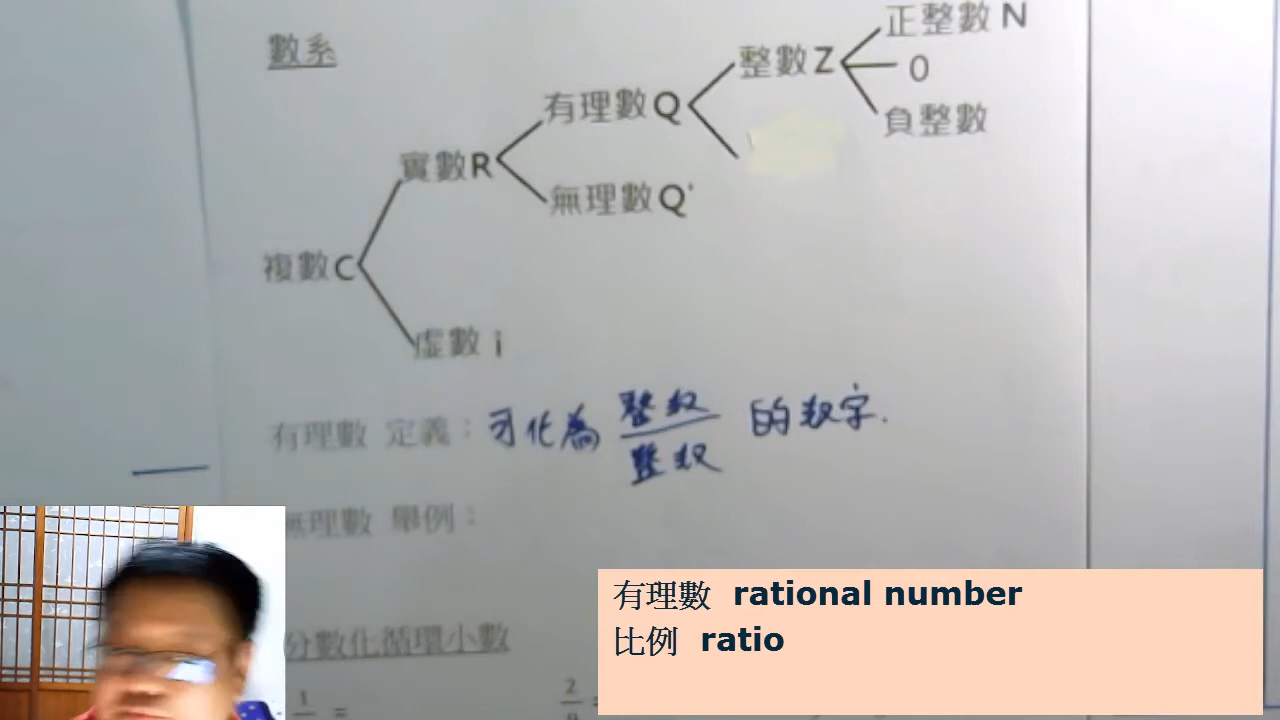 數系
正整數 N
整數 Z
0
有理數 Q
負整數
實數 R
無理數 Q'
複數 C
虛數 i
有理數 定義：可化為 整數/整數 的数字.
無理數 舉例：
有理數 rational number
比例 ratio
分數化循環小數
1 =
2